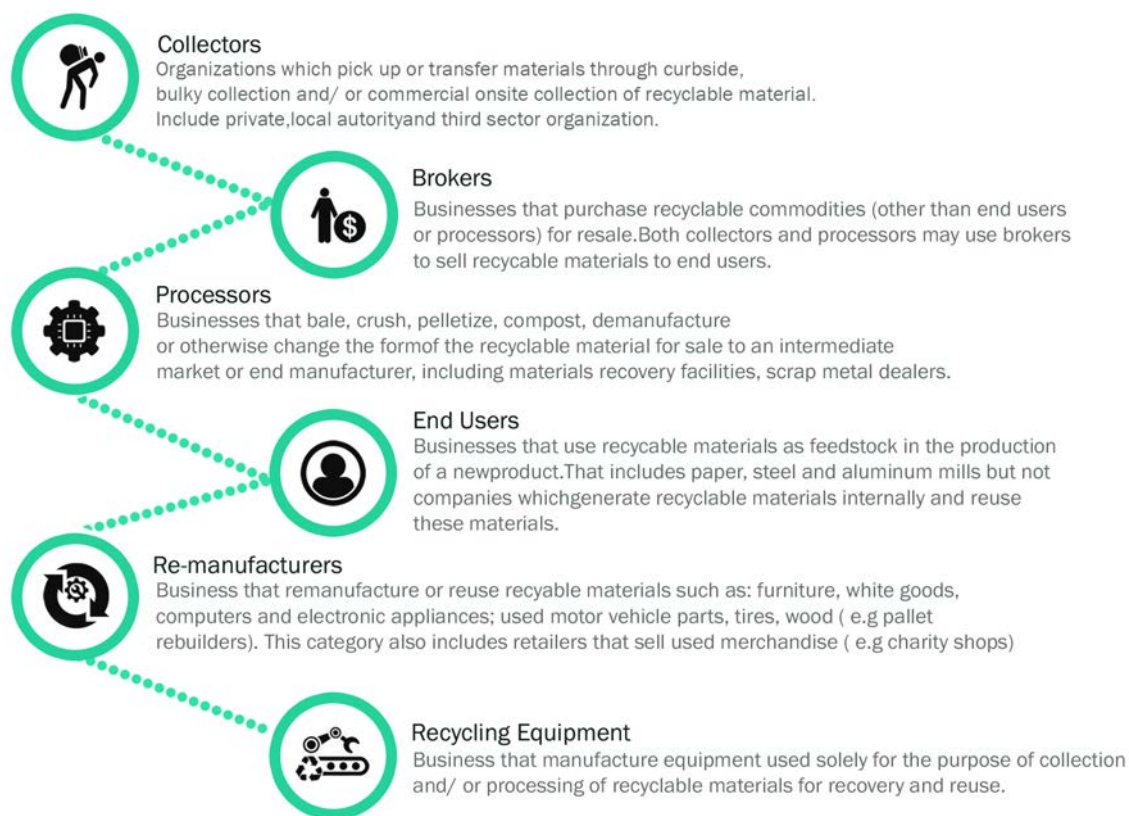 Collectors
Organizations which pick up or transfer materials through curbside,
bulky collection and/ or commercial onsite collection of recyclable material.
Include private,local autorityand third sector organization.
Brokers
Businesses that purchase recyclable commodities (other than end users
or processors) for resale.Both collectors and processors may use brokers
to sell recycable materials to end users.
Processors
Businesses that bale, crush, pelletize, compost, demanufacture
or otherwise change the formof the recyclable material for sale to an intermediate
market or end manufacturer, including materials recovery facilities, scrap metal dealers.
End Users
Businesses that use recycable materials as feedstock in the production
of a newproduct.That includes paper, steel and aluminum mills but not
companies whichgenerate recyclable materials internally and reuse
these materials.
Re-manufacturers
Business that remanufacture or reuse recyable materials such as: furniture, white goods,
computers and electronic appliances; used motor vehicle parts, tires, wood ( e.g pallet
rebuilders). This category also includes retailers that sell used merchandise ( e.g charity shops)
Recycling Equipment
Business that manufacture equipment used solely for the purpose of collection
and/ or processing of recyclable materials for recovery and reuse.